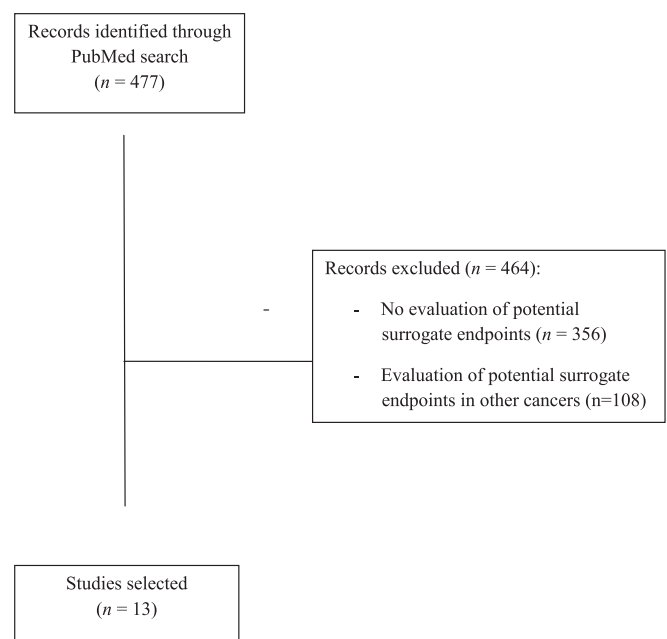 Records identified through
PubMed search
(n = 477)
-
Records excluded (n = 464):
- No evaluation of potential
surrogate endpoints (n = 356)
- Evaluation of potential surrogate
endpoints in other cancers (n=108)
Studies selected
(n = 13)